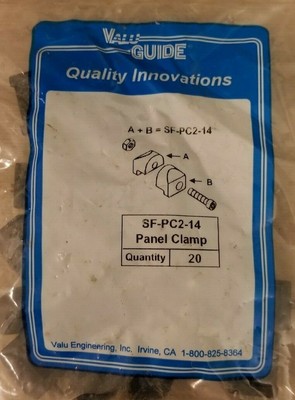 VALU
GUIDE
Quality Innovations
A + B = SF-PC2-14
A
B
SF-PC2-14
Panel Clamp
Quantity 20
Valu Engineering, Inc. Irvine, CA 1-800-825-8364